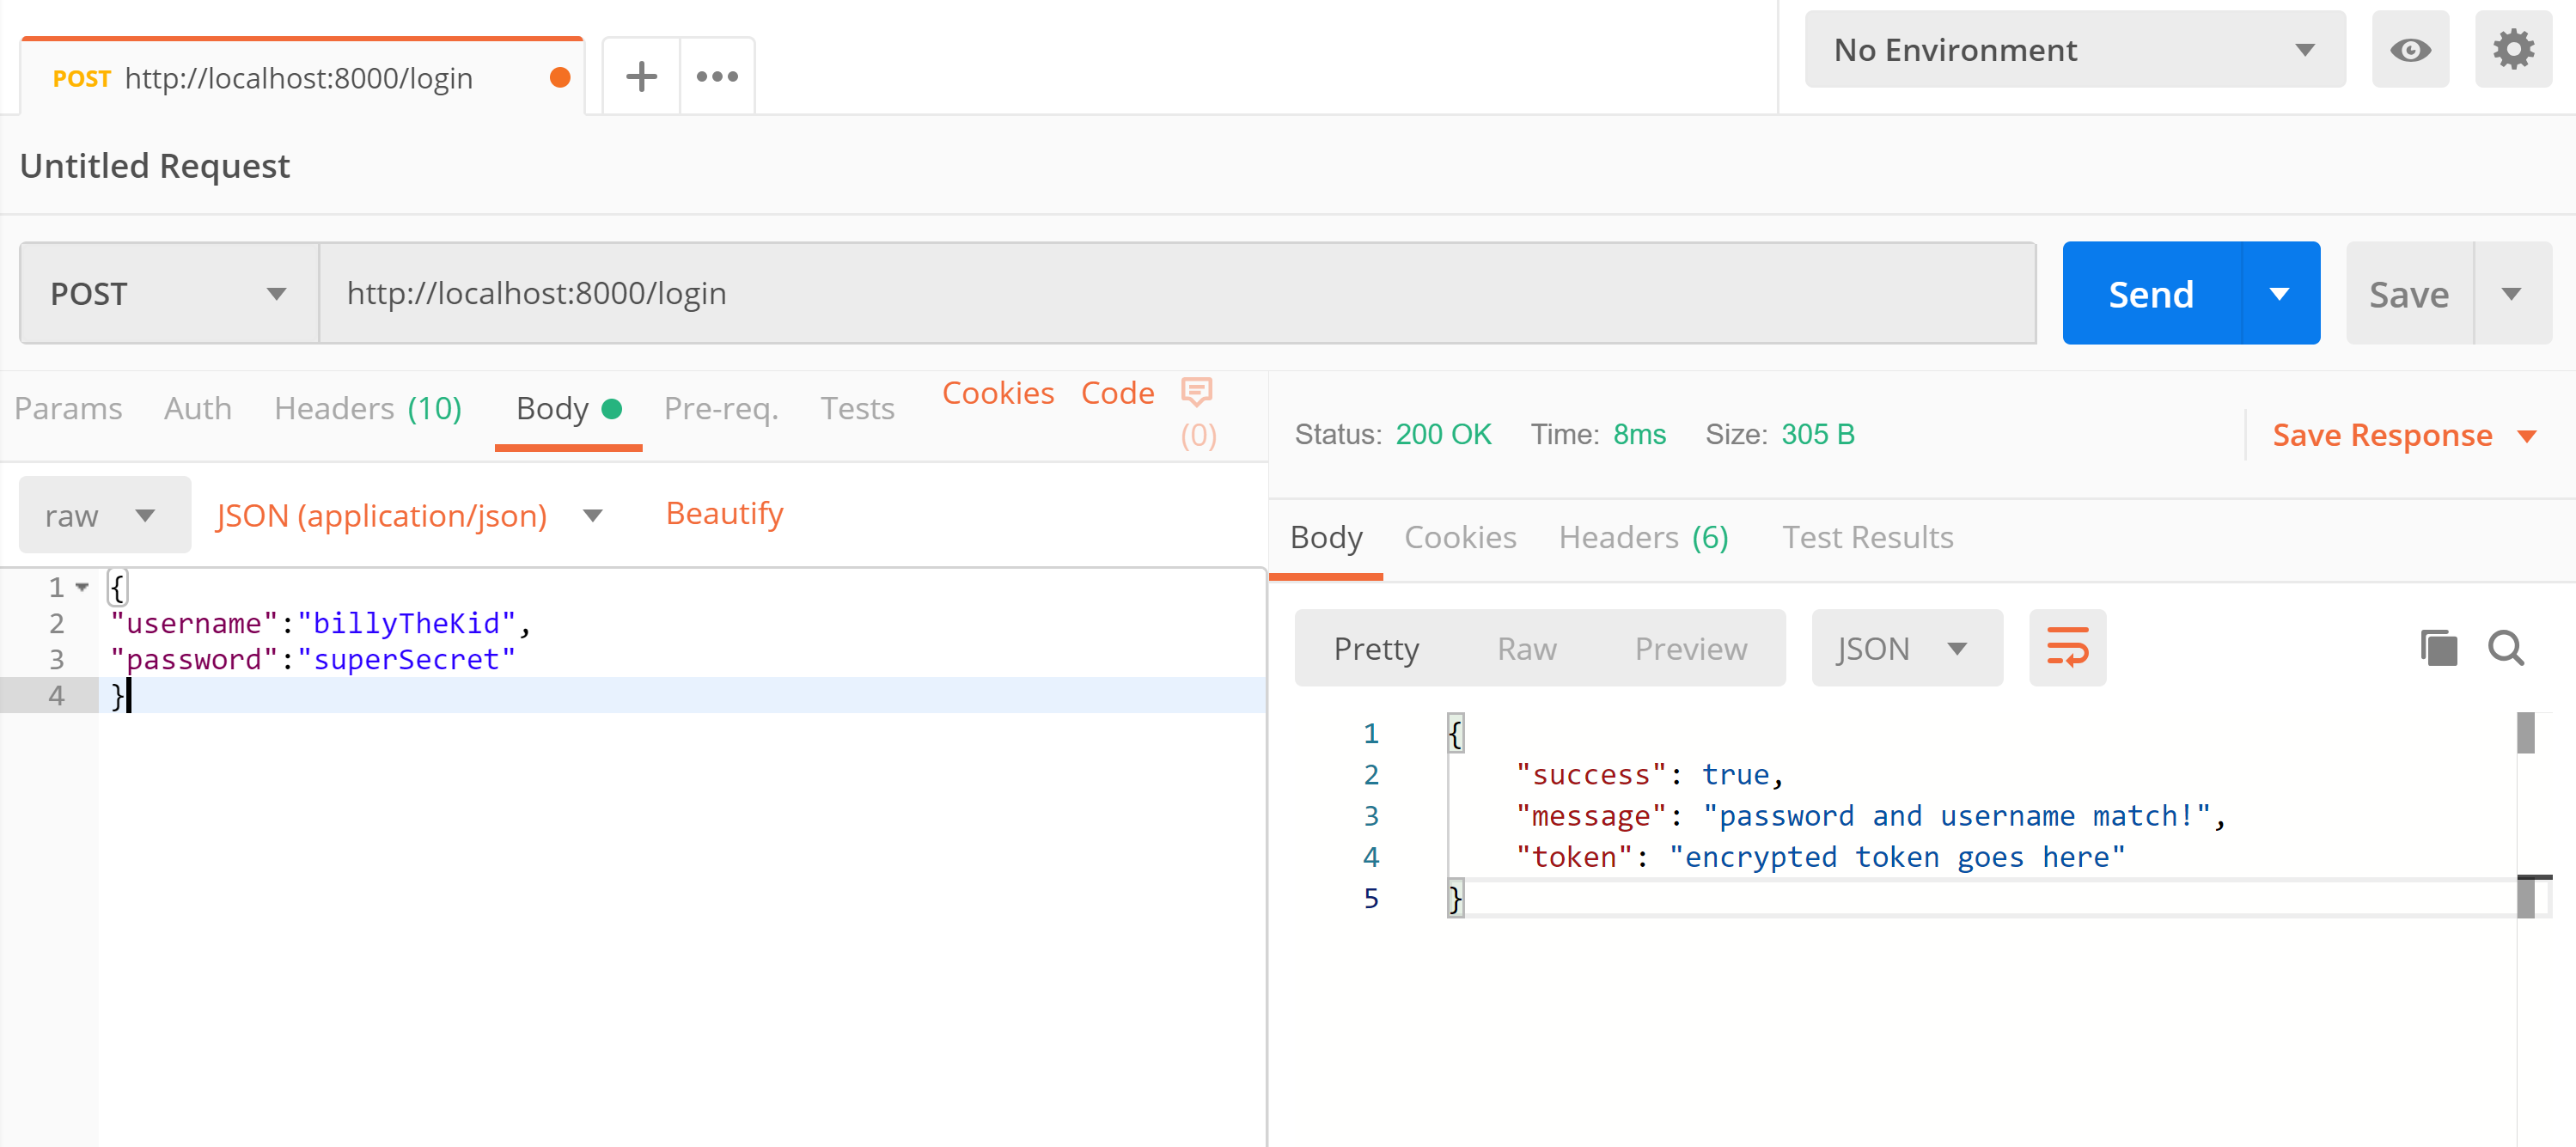 POST http://localhost:8000/login
No Environment
Untitled Request
POST http://localhost:8000/login Send Save
Params Auth Headers (10) Body Pre-req. Tests Cookies Code (0)
Status: 200 OK Time: 8ms Size: 305 B Save Response
raw JSON (application/json) Beautify
1 {
2 "username":"billyTheKid",
3 "password":"superSecret"
4 }
Body Cookies Headers (6) Test Results
Pretty Raw Preview JSON
1 {
2 "success": true,
3 "message": "password and username match!",
4 "token": "encrypted token goes here"
5 }